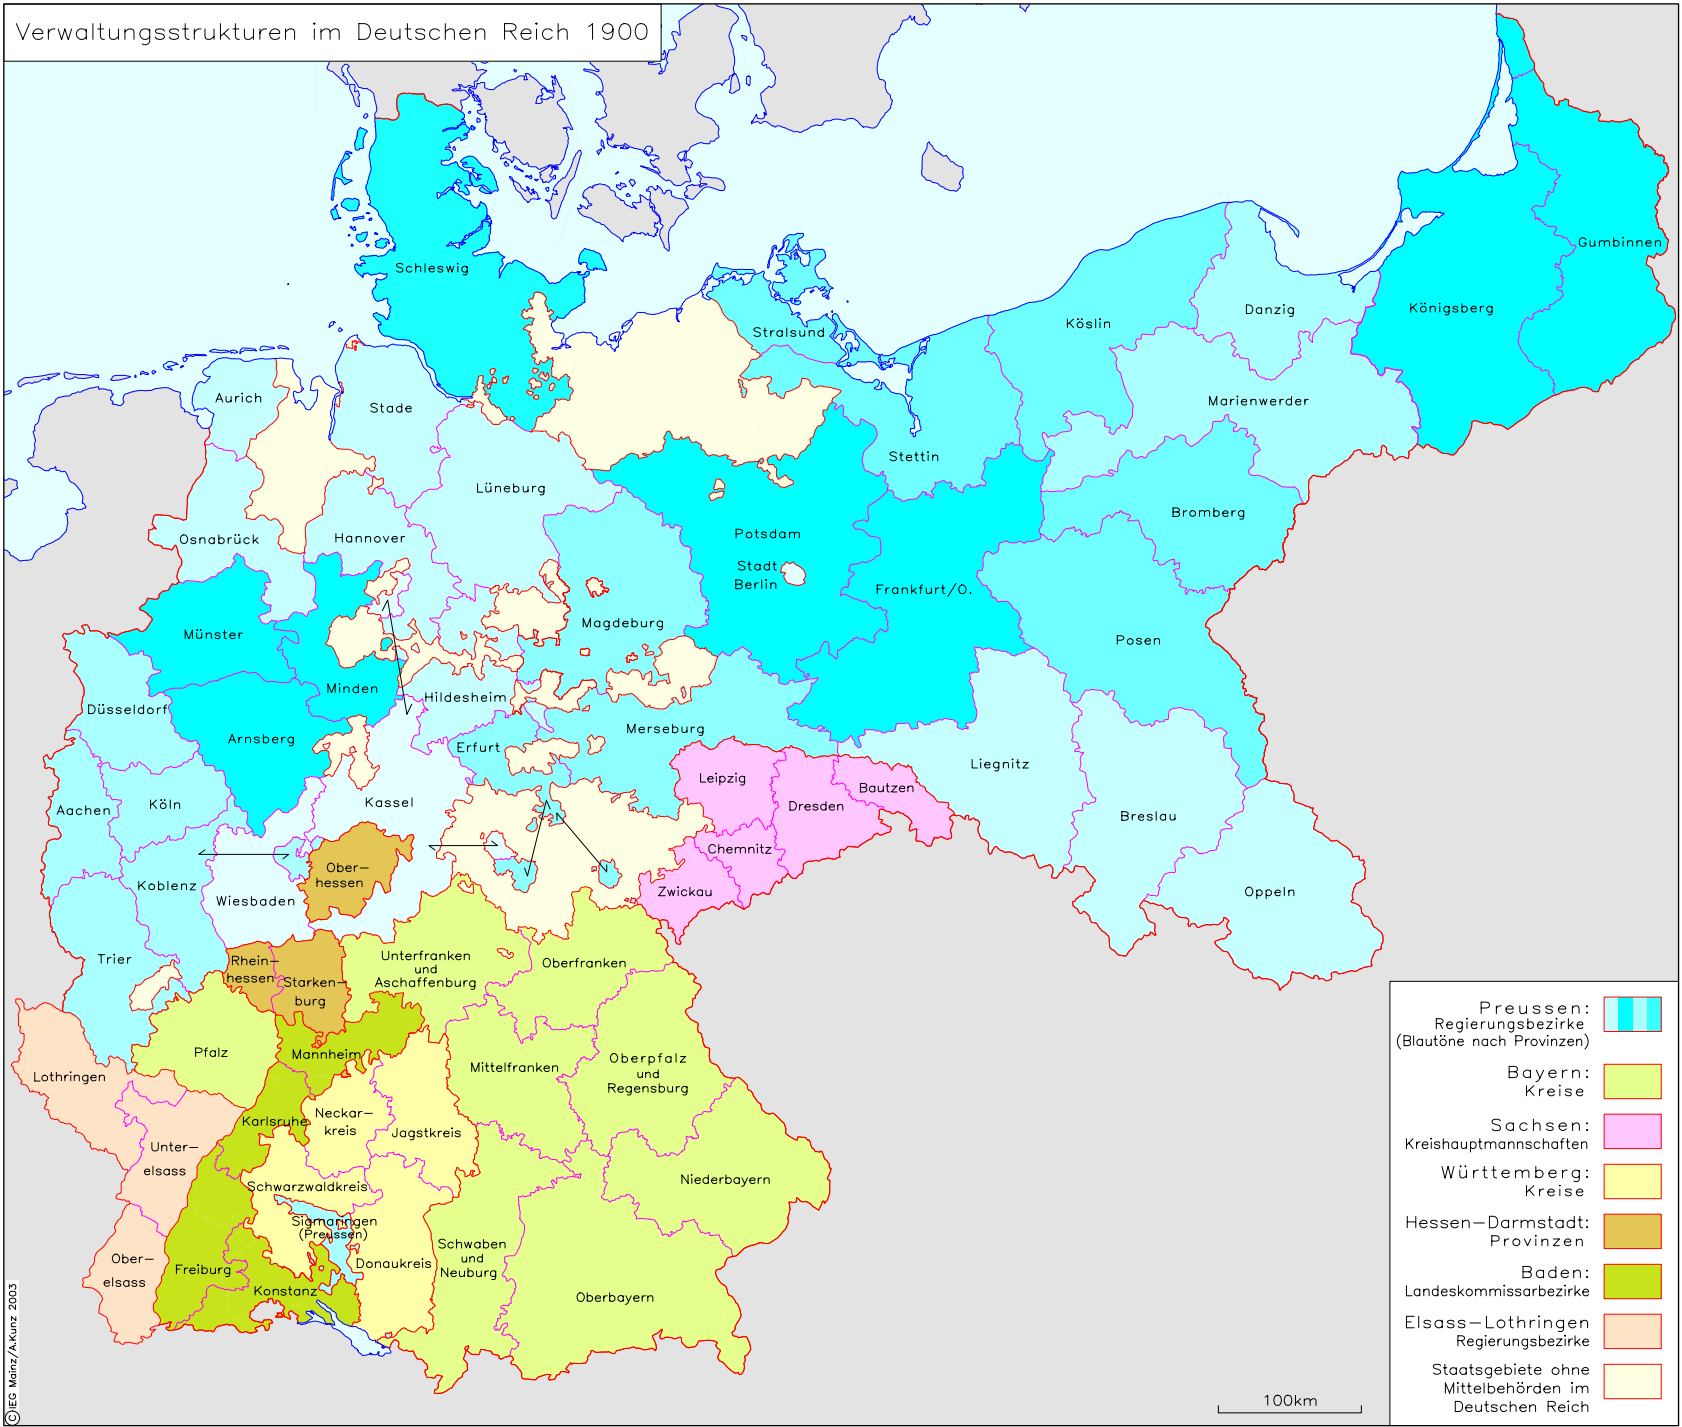 Verwaltungsstrukturen im Deutschen Reich 1900
Schleswig
Gumbinnen
Königsberg
Danzig
Köslin
Stralsund
Aurich
Stade
Marienwerder
Stettin
Lüneburg
Bromberg
Osnabrück
Hannover
Potsdam
Stadt
Berlin
Frankfurt/O.
Magdeburg
Münster
Posen
Minden
Hildesheim
Düsseldorf
Arnsberg
Erfurt
Merseburg
Liegnitz
Leipzig
Bautzen
Aachen
Köln
Kassel
Dresden
Breslau
Chemnitz
Ober-
hessen
Koblenz
Zwickau
Oppeln
Wiesbaden
Trier
Rhein-
hessen
Starken-
burg
Unterfranken
und
Aschaffenburg
Oberfranken
Pfalz
Mannheim
Mittelfranken
Oberpfalz
und
Regensburg
Lothringen
Karlsruhe
Neckar-
kreis
Jagstkreis
Unter-
elsass
Schwarzwaldkreis
Niederbayern
Sigmaringen
(Preussen)
Ober-
elsass
Freiburg
Konstanz
Donaukreis
Schwaben
und
Neuburg
Oberbayern
Preussen:
Regierungsbezirke
(Blautöne nach Provinzen)
Bayern:
Kreise
Sachsen:
Kreishauptmannschaften
Württemberg:
Kreise
Hessen-Darmstadt:
Provinzen
Baden:
Landeskommissarbezirke
Elsass-Lothringen
Regierungsbezirke
Staatsgebiete ohne
Mittelbehörden im
Deutschen Reich
100km
©IEG Mainz/A.Kunz 2003